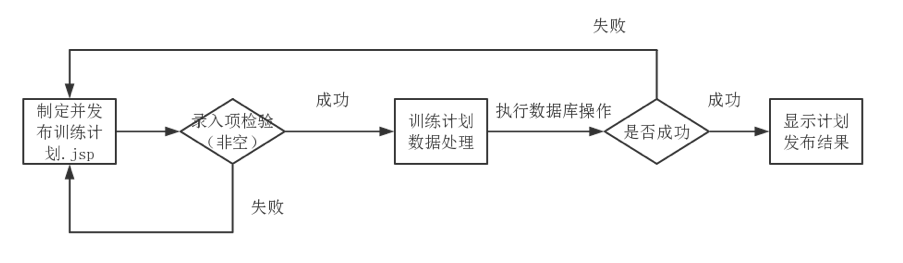 失败
制定并发
布训练计
划.jsp
录入项检验
（非空）
成功
训练计划
数据处理
执行数据库操作
是否成功
成功
显示计划
发布结果
失败